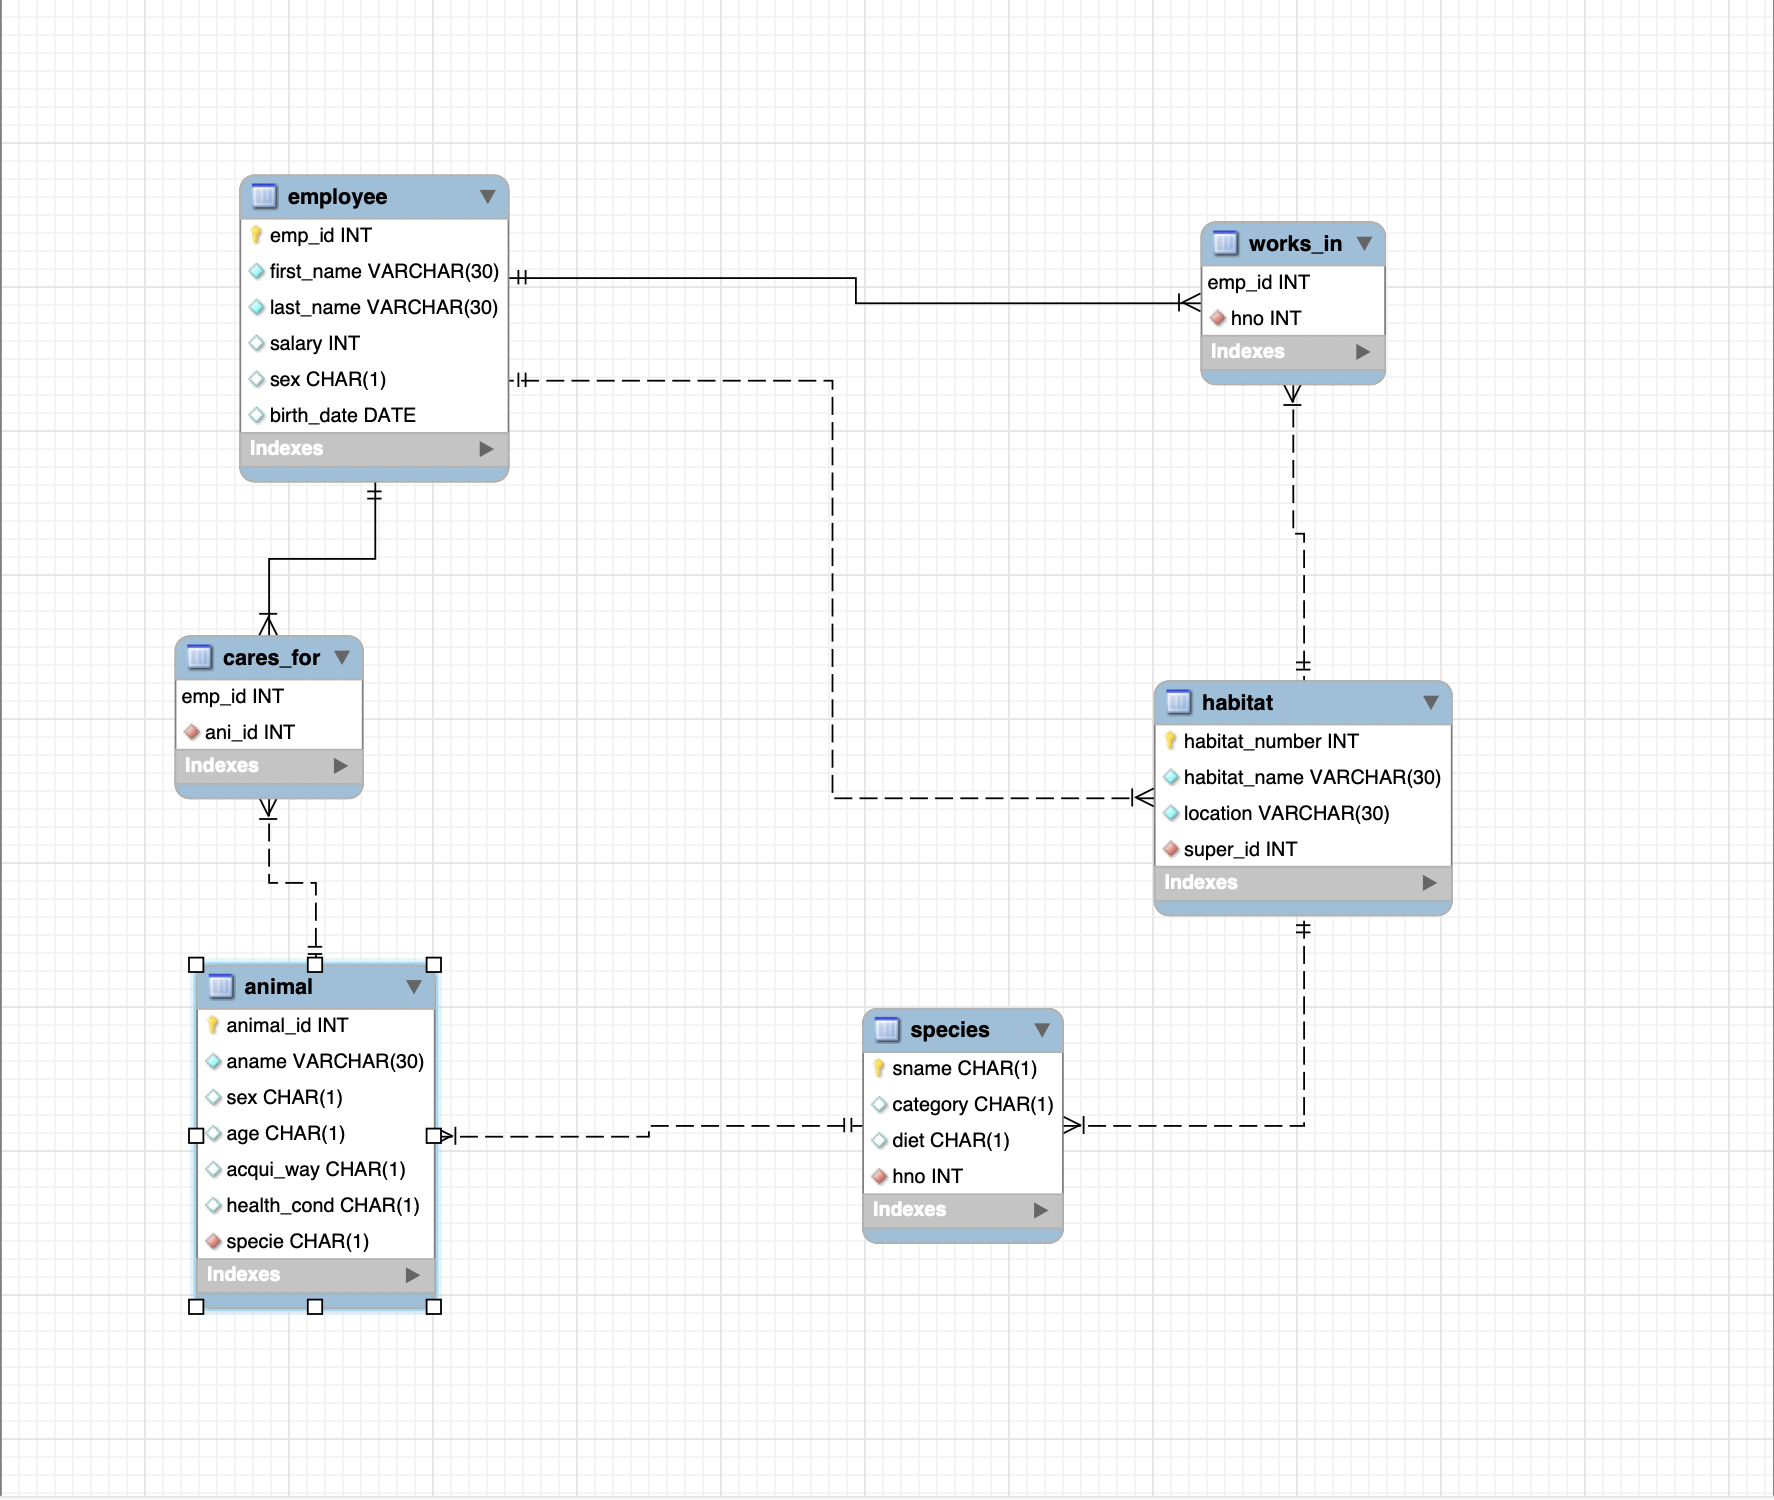 employee
emp_id INT
first_name VARCHAR(30)
last_name VARCHAR(30)
salary INT
sex CHAR(1)
birth_date DATE
Indexes
works_in
emp_id INT
hno INT
Indexes
cares_for
emp_id INT
ani_id INT
Indexes
habitat
habitat_number INT
habitat_name VARCHAR(30)
location VARCHAR(30)
super_id INT
Indexes
animal
animal_id INT
aname VARCHAR(30)
sex CHAR(1)
age CHAR(1)
acqui_way CHAR(1)
health_cond CHAR(1)
specie CHAR(1)
Indexes
species
sname CHAR(1)
category CHAR(1)
diet CHAR(1)
hno INT
Indexes